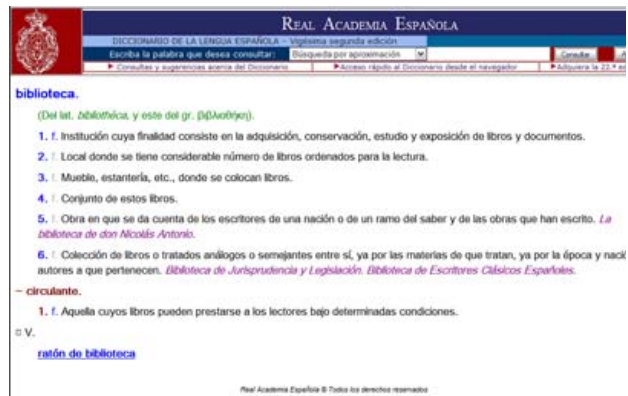 REAL ACADEMIA ESPAÑOLA
DICCIONARIO DE LA LENGUA ESPAÑOLA - Vigésima segunda edición
Escriba la palabra que desea consultar: Búsqueda por aproximación Consultar
Consultas y sugerencias acerca del Diccionario Acceso rápido al Diccionario desde el navegador Adquiera la 22.ª
biblioteca.
(Del lat. bibliothēca, y este del gr. βιβλιοθήκη).
1. f. Institución cuya finalidad consiste en la adquisición, conservación, estudio y exposición de libros y documentos.
2. f. Local donde se tiene considerable número de libros ordenados para la lectura.
3. f. Mueble, estantería, etc., donde se colocan libros.
4. f. Conjunto de estos libros.
5. f. Obra en que se da cuenta de los escritores de una nación o de un ramo del saber y de las obras que han escrito. La
biblioteca de don Nicolás Antonio.
6. f. Colección de libros o tratados análogos o semejantes entre sí, ya por las materias de que tratan, ya por la época y naci
autores a que pertenecen. Biblioteca de Jurisprudencia y Legislación. Biblioteca de Escritores Clásicos Españoles.
~ circulante.
1. f. Aquella cuyos libros pueden prestarse a los lectores bajo determinadas condiciones.
□ V.
ratón de biblioteca
Real Academia Española © Todos los derechos reservados